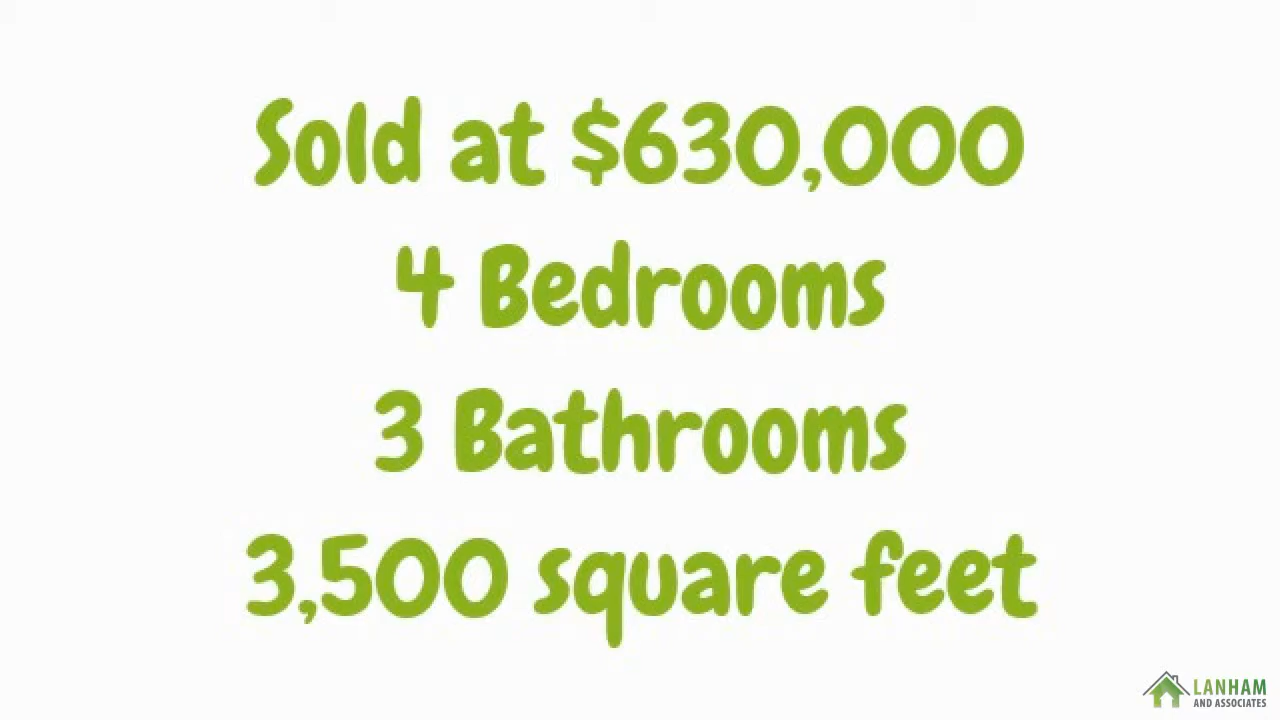 Sold at $630,000
4 Bedrooms
3 Bathrooms
3,500 square feet
LANHAM
AND ASSOCIATES